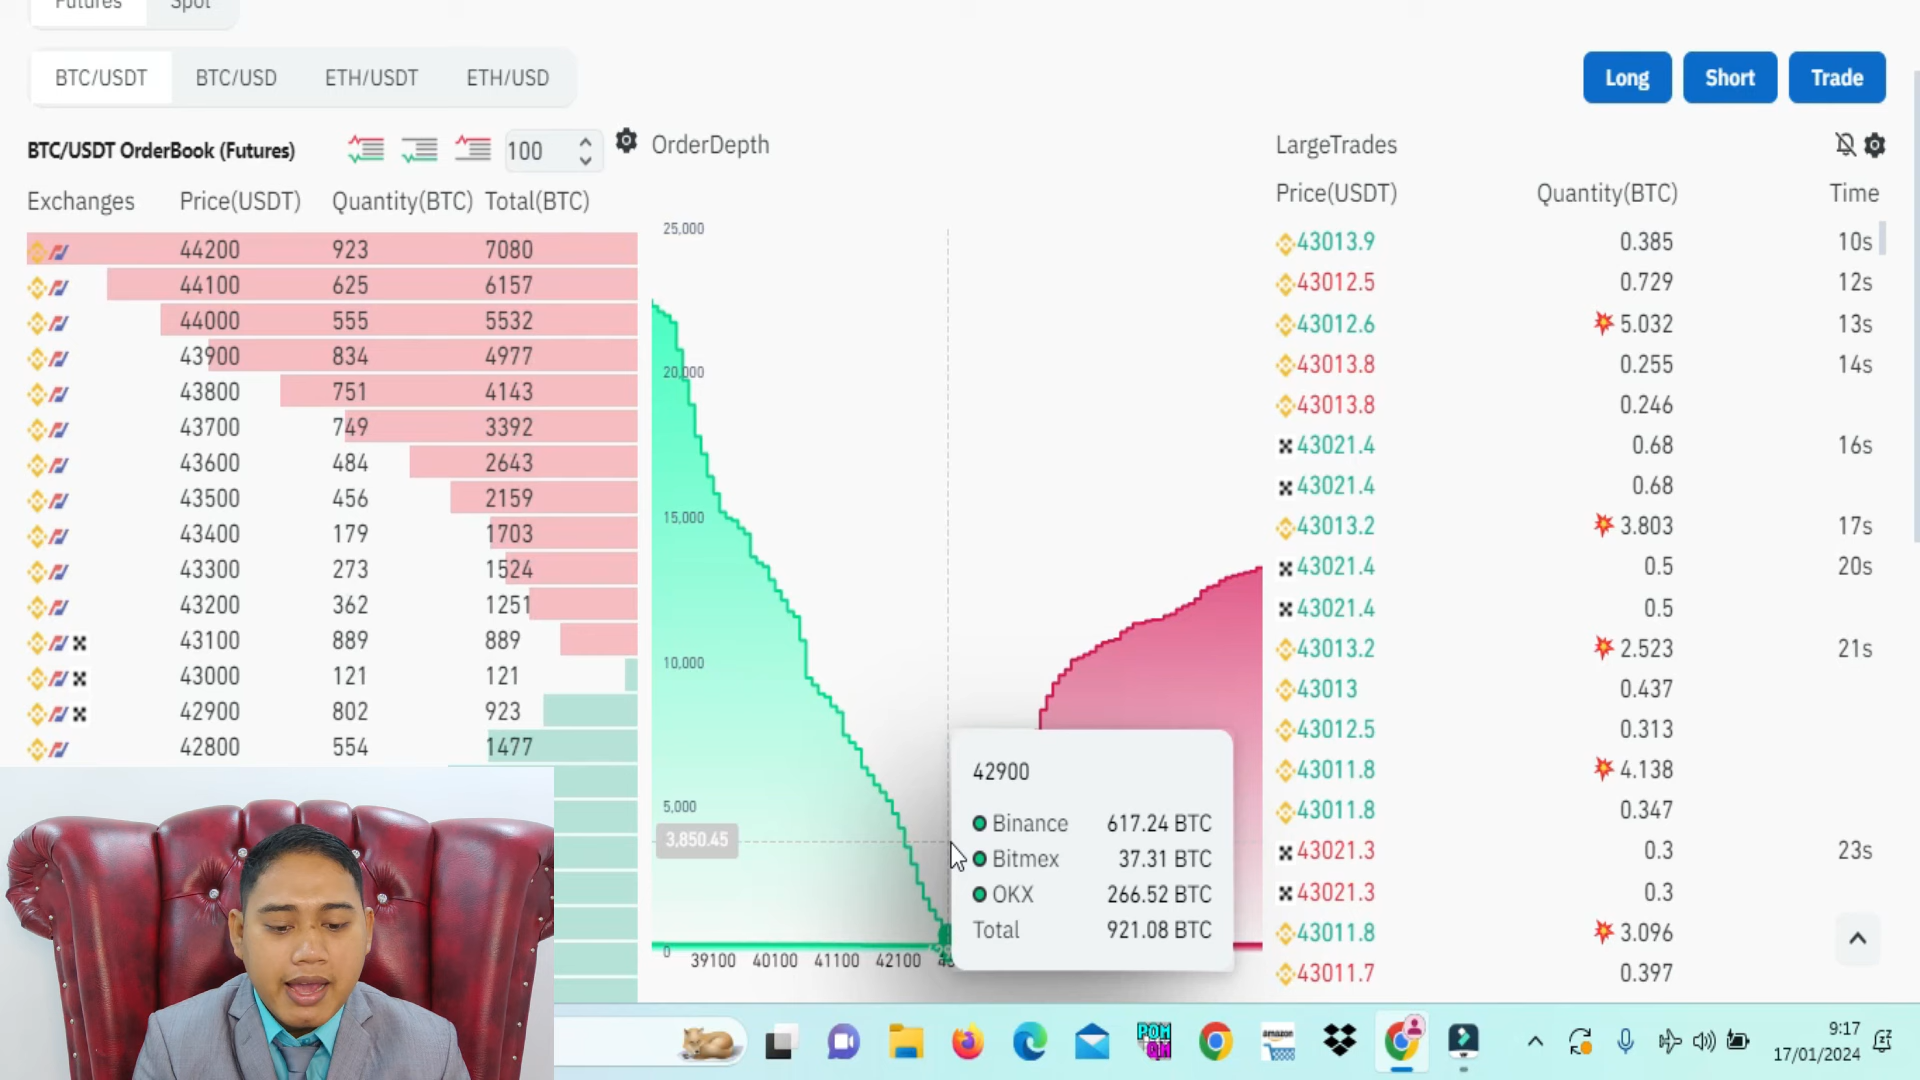 Futures Spot
BTC/USDT BTC/USD ETH/USDT ETH/USD
Long Short Trade
BTC/USDT OrderBook (Futures) 100 OrderDepth LargeTrades
Exchanges Price(USDT) Quantity(BTC) Total(BTC)
44200 923 7080
44100 625 6157
44000 555 5532
43900 834 4977
43800 751 4143
43700 749 3392
43600 484 2643
43500 456 2159
43400 179 1703
43300 273 1524
43200 362 1251
43100 889 889
43000 121 121
42900 802 923
42800 554 1477
25,000
20,000
15,000
10,000
5,000
3,850.45
0
39100 40100 41100 42100
42900
Binance 617.24 BTC
Bitmex 37.31 BTC
OKX 266.52 BTC
Total 921.08 BTC
Price(USDT) Quantity(BTC) Time
43013.9 0.385 10s
43012.5 0.729 12s
43012.6 5.032 13s
43013.8 0.255 14s
43013.8 0.246
43021.4 0.68 16s
43021.4 0.68
43013.2 3.803 17s
43021.4 0.5 20s
43021.4 0.5
43013.2 2.523 21s
43013 0.437
43012.5 0.313
43011.8 4.138
43011.8 0.347
43021.3 0.3 23s
43021.3 0.3
43011.8 3.096
43011.7 0.397
POM
QM
amazon
9:17
17/01/2024